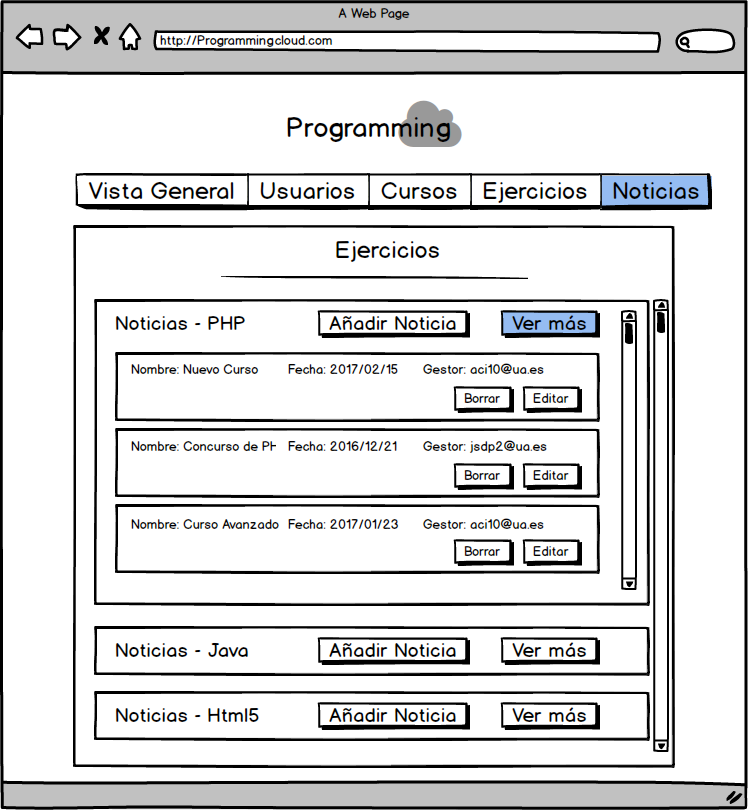 A Web Page
http://Programmingcloud.com
Programming
Vista General Usuarios Cursos Ejercicios Noticias
Ejercicios
Noticias - PHP Añadir Noticia Ver más
Nombre: Nuevo Curso Fecha: 2017/02/15 Gestor: aci10@ua.es
Borrar Editar
Nombre: Concurso de PH Fecha: 2016/12/21 Gestor: jsdp2@ua.es
Borrar Editar
Nombre: Curso Avanzado Fecha: 2017/01/23 Gestor: aci10@ua.es
Borrar Editar
Noticias - Java Añadir Noticia Ver más
Noticias - Html5 Añadir Noticia Ver más